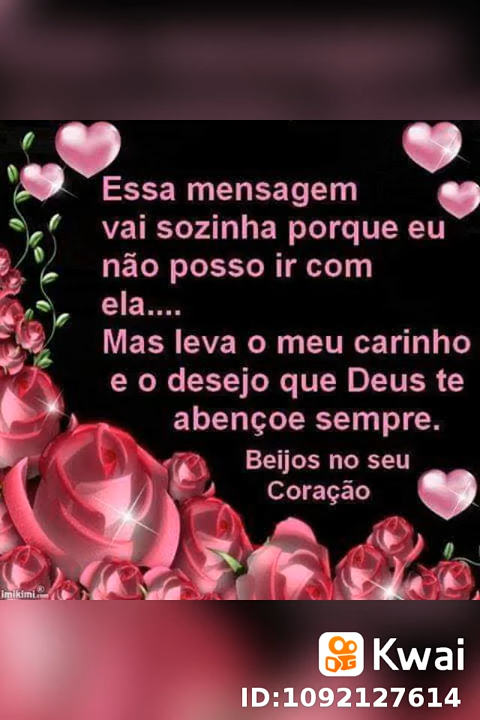 Essa mensagem
vai sozinha porque eu
não posso ir com
ela....
Mas leva o meu carinho
e o desejo que Deus te
abençoe sempre.
Beijos no seu
Coração
imikimi.com
Kwai
ID:1092127614